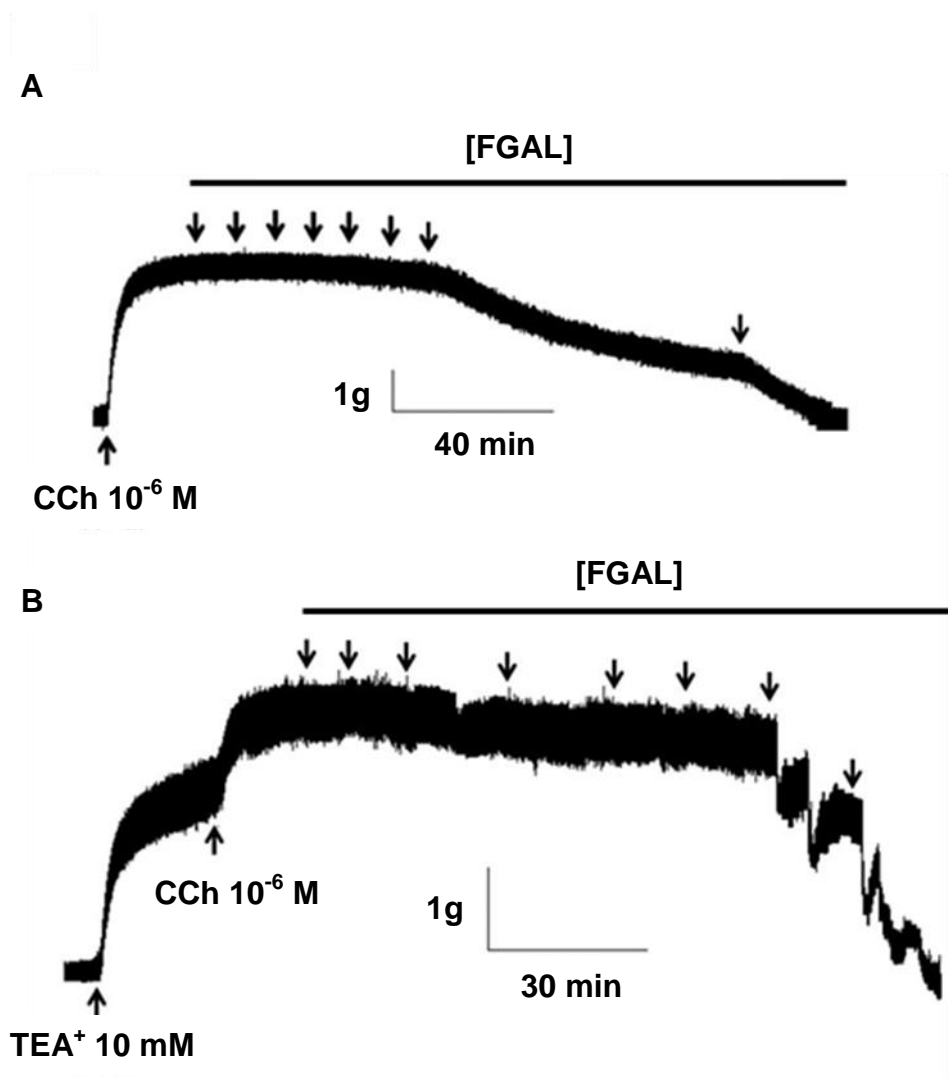 A
[FGAL]
1g
40 min
CCh 10⁻⁶ M
[FGAL]
B
CCh 10⁻⁶ M
1g
30 min
TEA⁺ 10 mM